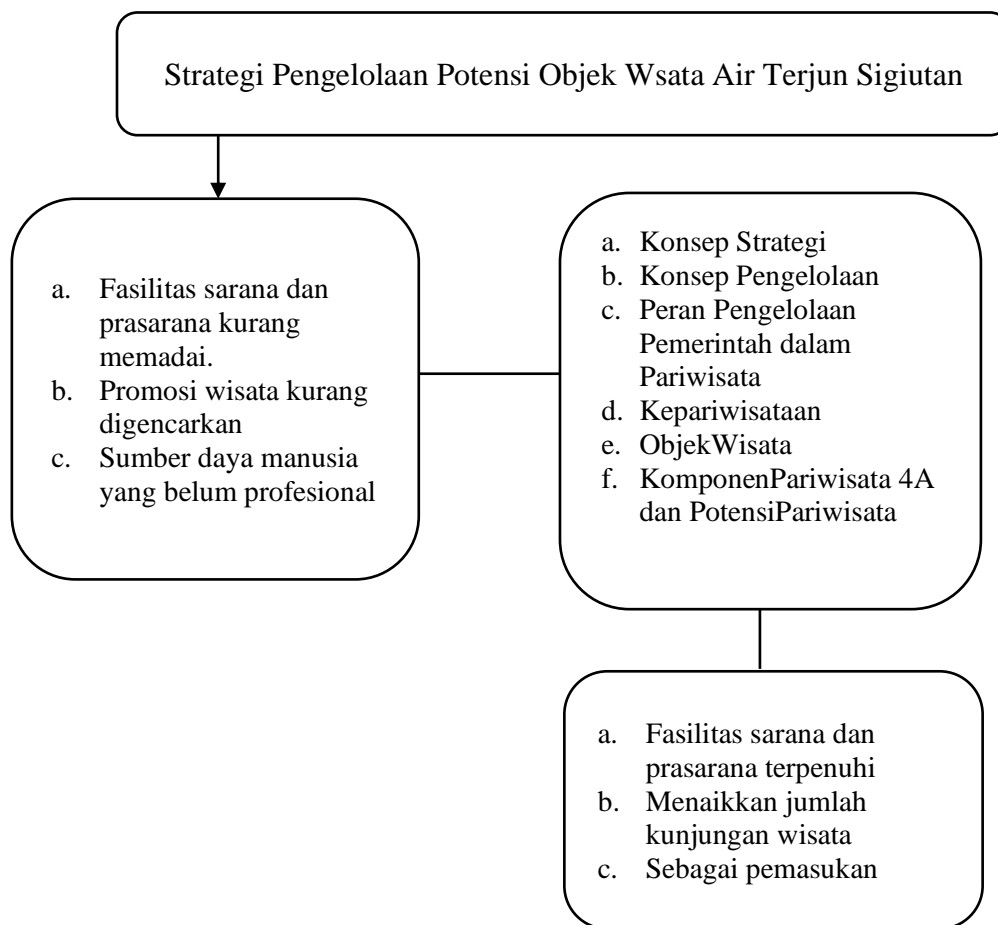 Strategi Pengelolaan Potensi Objek Wsata Air Terjun Sigiutan
a. Fasilitas sarana dan
prasarana kurang
memadai.
b. Promosi wisata kurang
digencarkan
c. Sumber daya manusia
yang belum profesional
a. Konsep Strategi
b. Konsep Pengelolaan
c. Peran Pengelolaan
Pemerintah dalam
Pariwisata
d. Kepariwisataan
e. ObjekWisata
f. KomponenPariwisata 4A
dan PotensiPariwisata
a. Fasilitas sarana dan
prasarana terpenuhi
b. Menaikkan jumlah
kunjungan wisata
c. Sebagai pemasukan